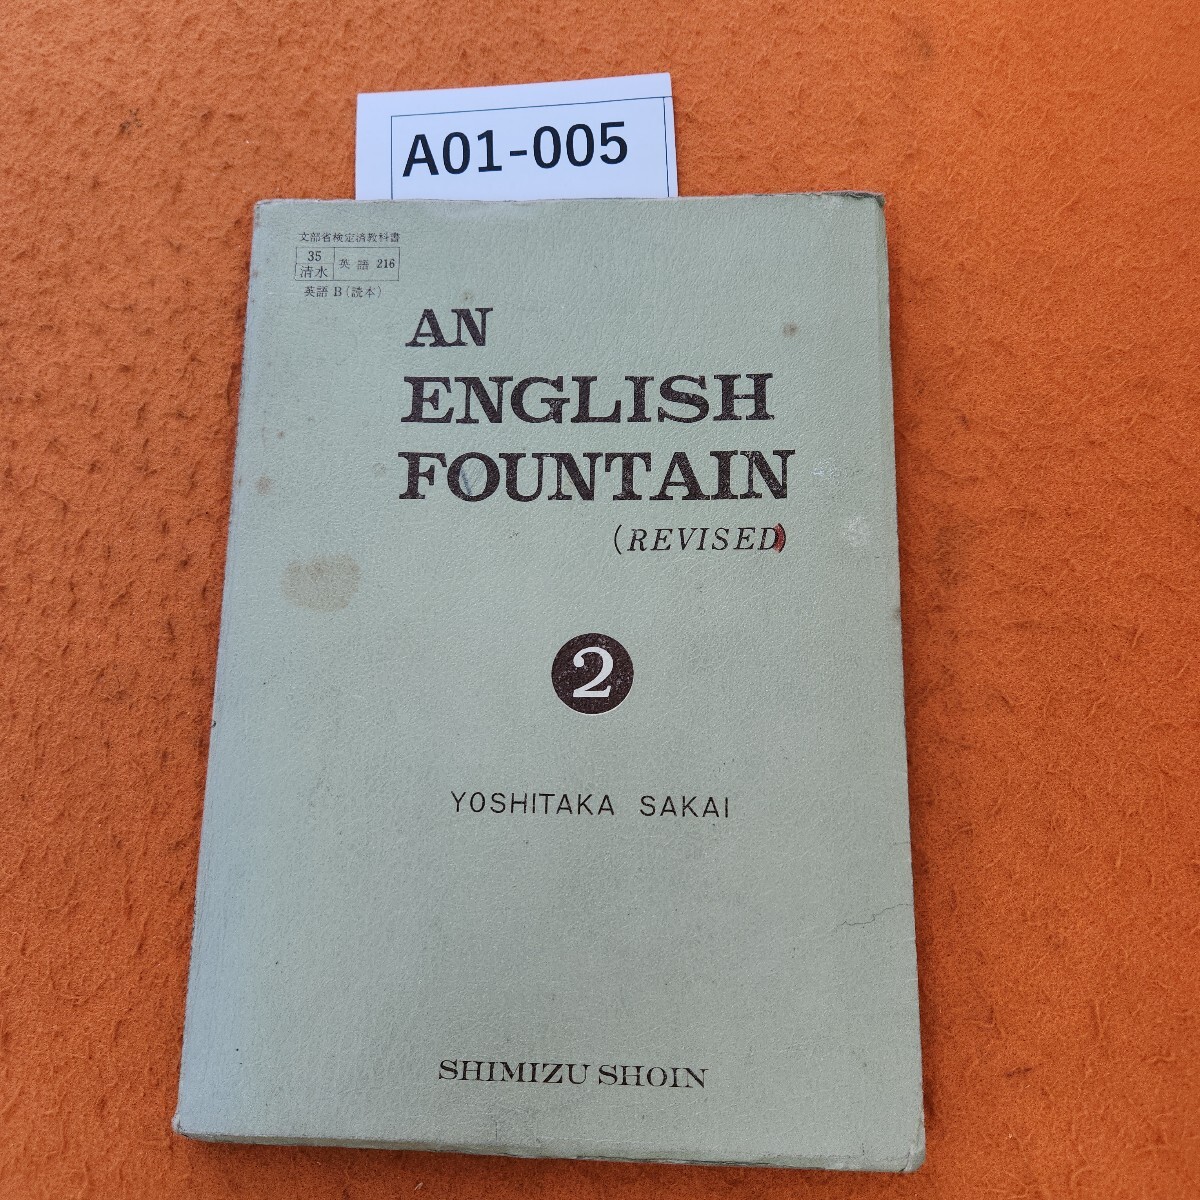 A01-005
文部省検定済教科書
35
清水
英語 216
英語 B(読本)
AN
ENGLISH
FOUNTAIN
(REVISED)
2
YOSHITAKA SAKAI
SHIMIZU SHOIN